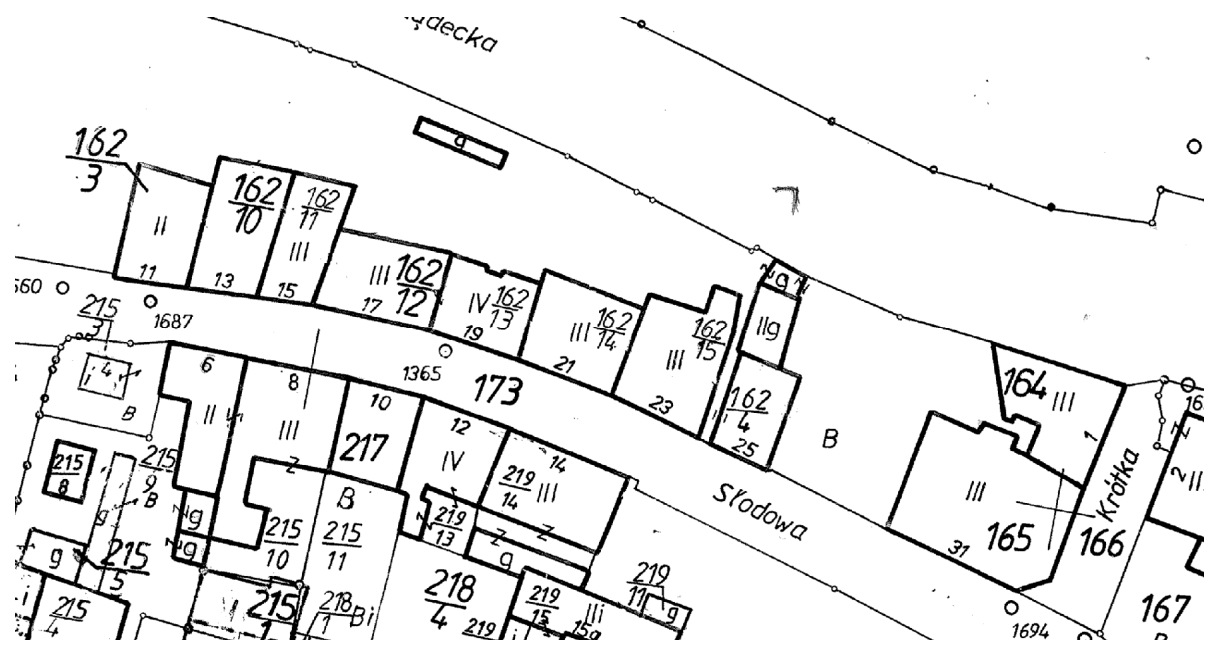 ądecka
162
3
162
10
162
11
II
III
III
162
12
IV
162
13
III
162
14
III
162
15
g
N g N
IIg
11
13
15
17
19
21
23
25
162
4
B
164
III
1
560
1687
215
3
4
B
1365
173
6
8
10
12
14
II
III
217
IV
219
14
III
Słodowa
III
31
165
Krótka
166
2
167
1694
215
8
215
9
B
g
g
215
5
215
4
N g
N g
Z
B
215
10
215
11
219
13
Z
Z
g
218
4
215
1
218
1
Bi
219
15
IIi
219
11
g
219
15g